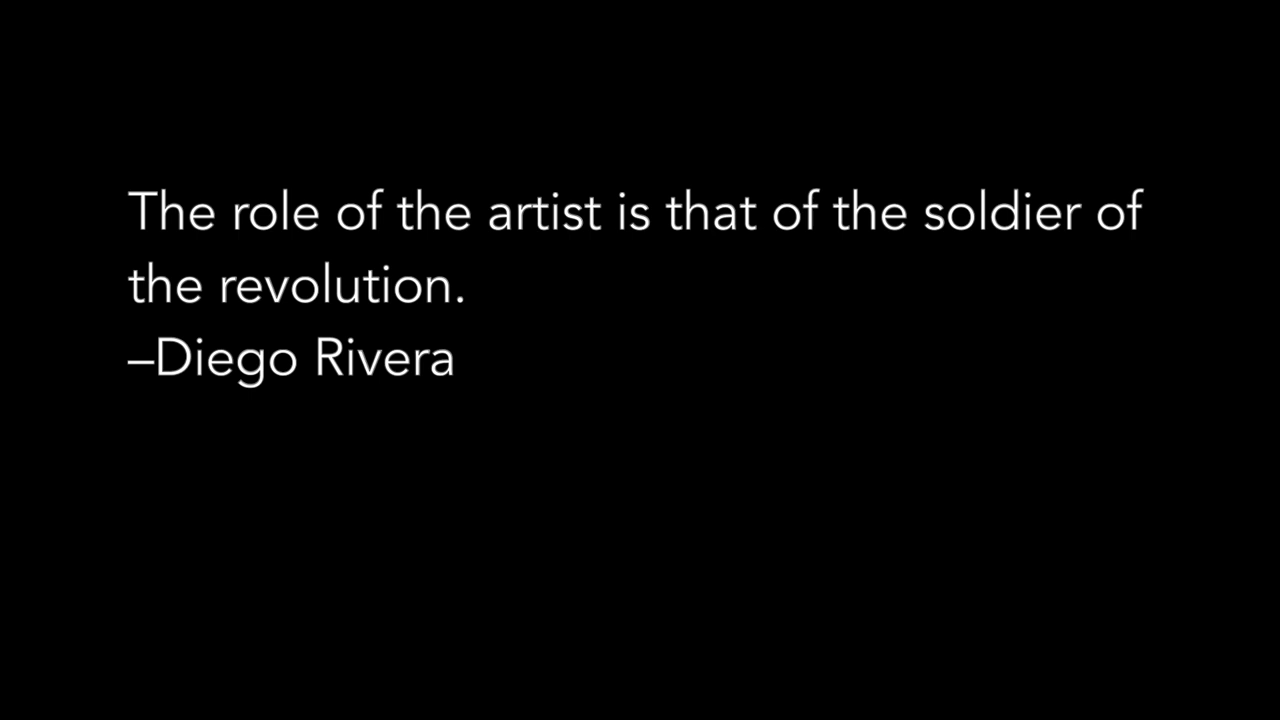 The role of the artist is that of the soldier of
the revolution.
–Diego Rivera